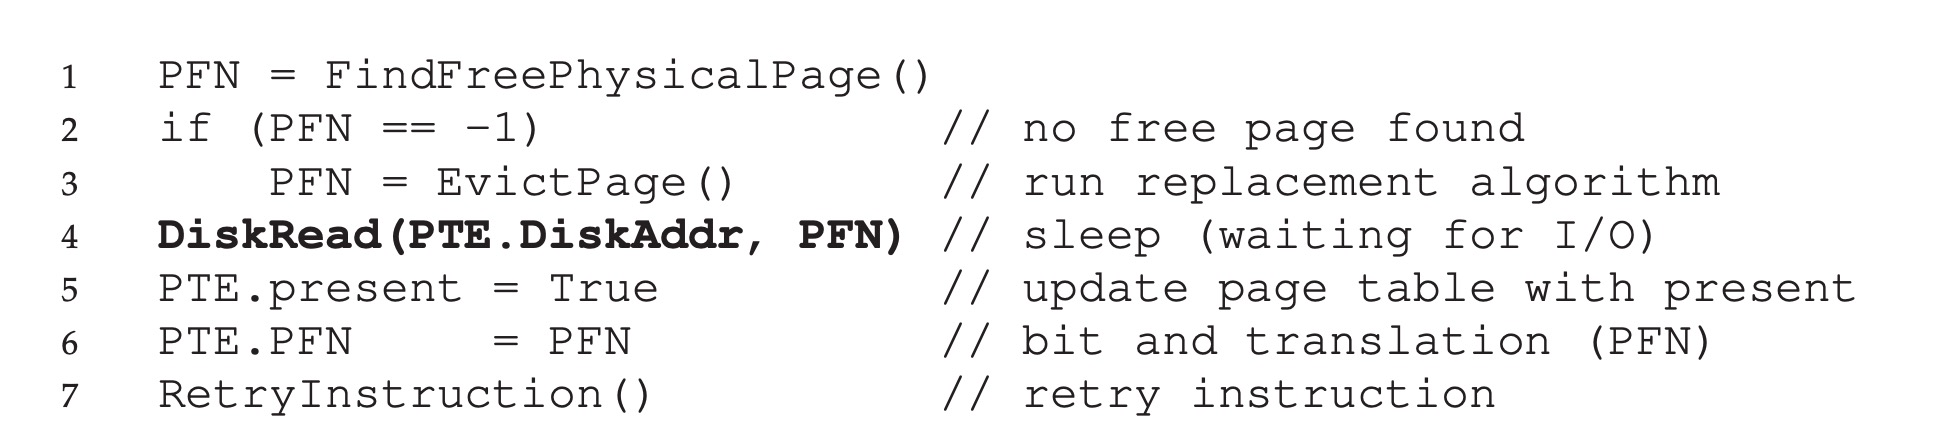 1 PFN = FindFreePhysicalPage()
2 if (PFN == -1) // no free page found
3 PFN = EvictPage() // run replacement algorithm
4 DiskRead(PTE.DiskAddr, PFN) // sleep (waiting for I/O)
5 PTE.present = True // update page table with present
6 PTE.PFN = PFN // bit and translation (PFN)
7 RetryInstruction() // retry instruction